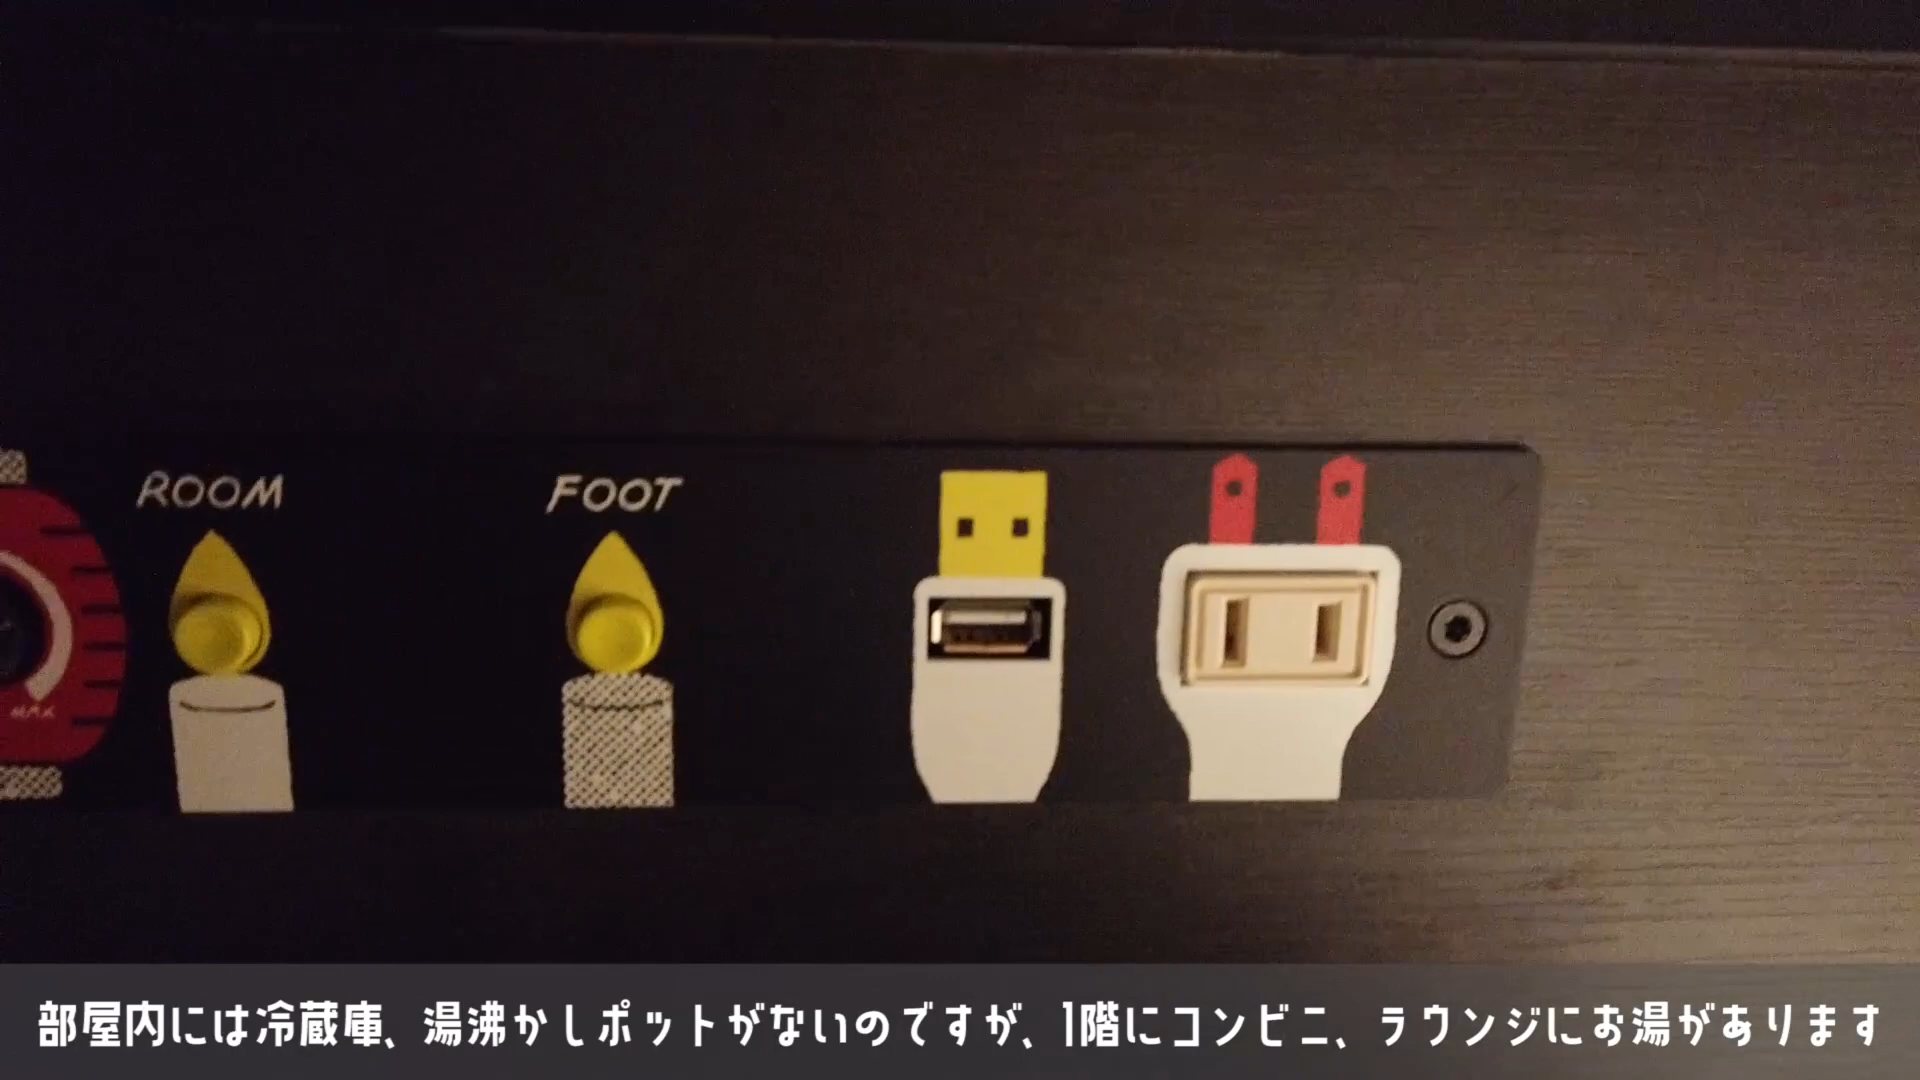 ROOM
FOOT
MAX
部屋内には冷蔵庫、湯沸かしポットがないのですが、1階にコンビニ、ラウンジにお湯があります